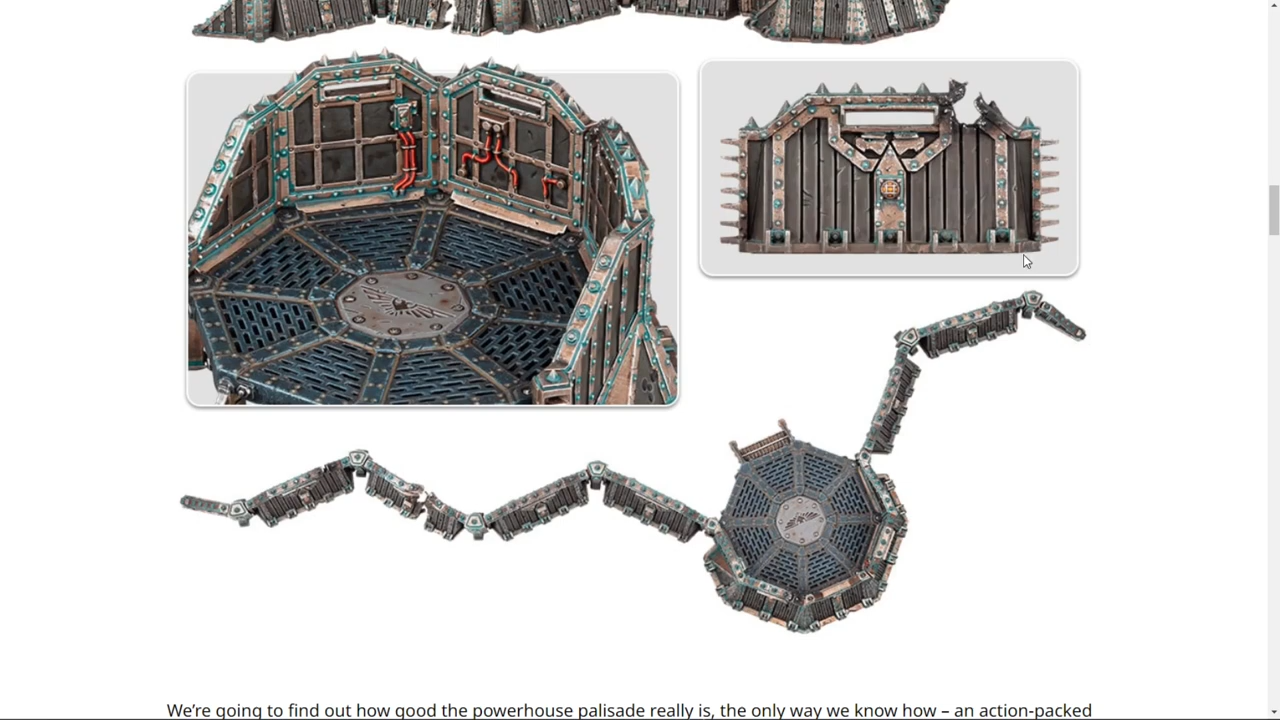 We’re going to find out how good the powerhouse palisade really is, the only way we know how – an action-packed